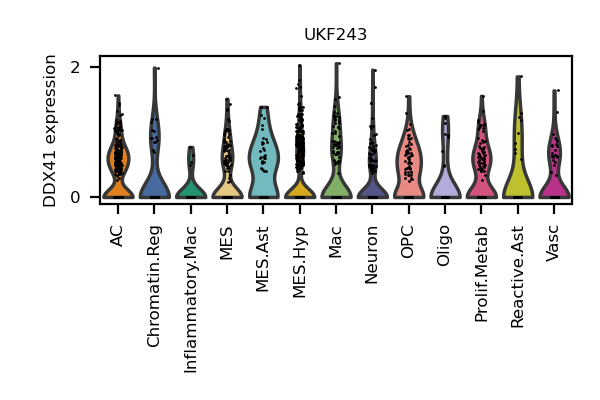 UKF243
DDX41 expression
2
0
AC
Chromatin.Reg
Inflammatory.Mac
MES
MES.Ast
MES.Hyp
Mac
Neuron
OPC
Oligo
Prolif.Metab
Reactive.Ast
Vasc